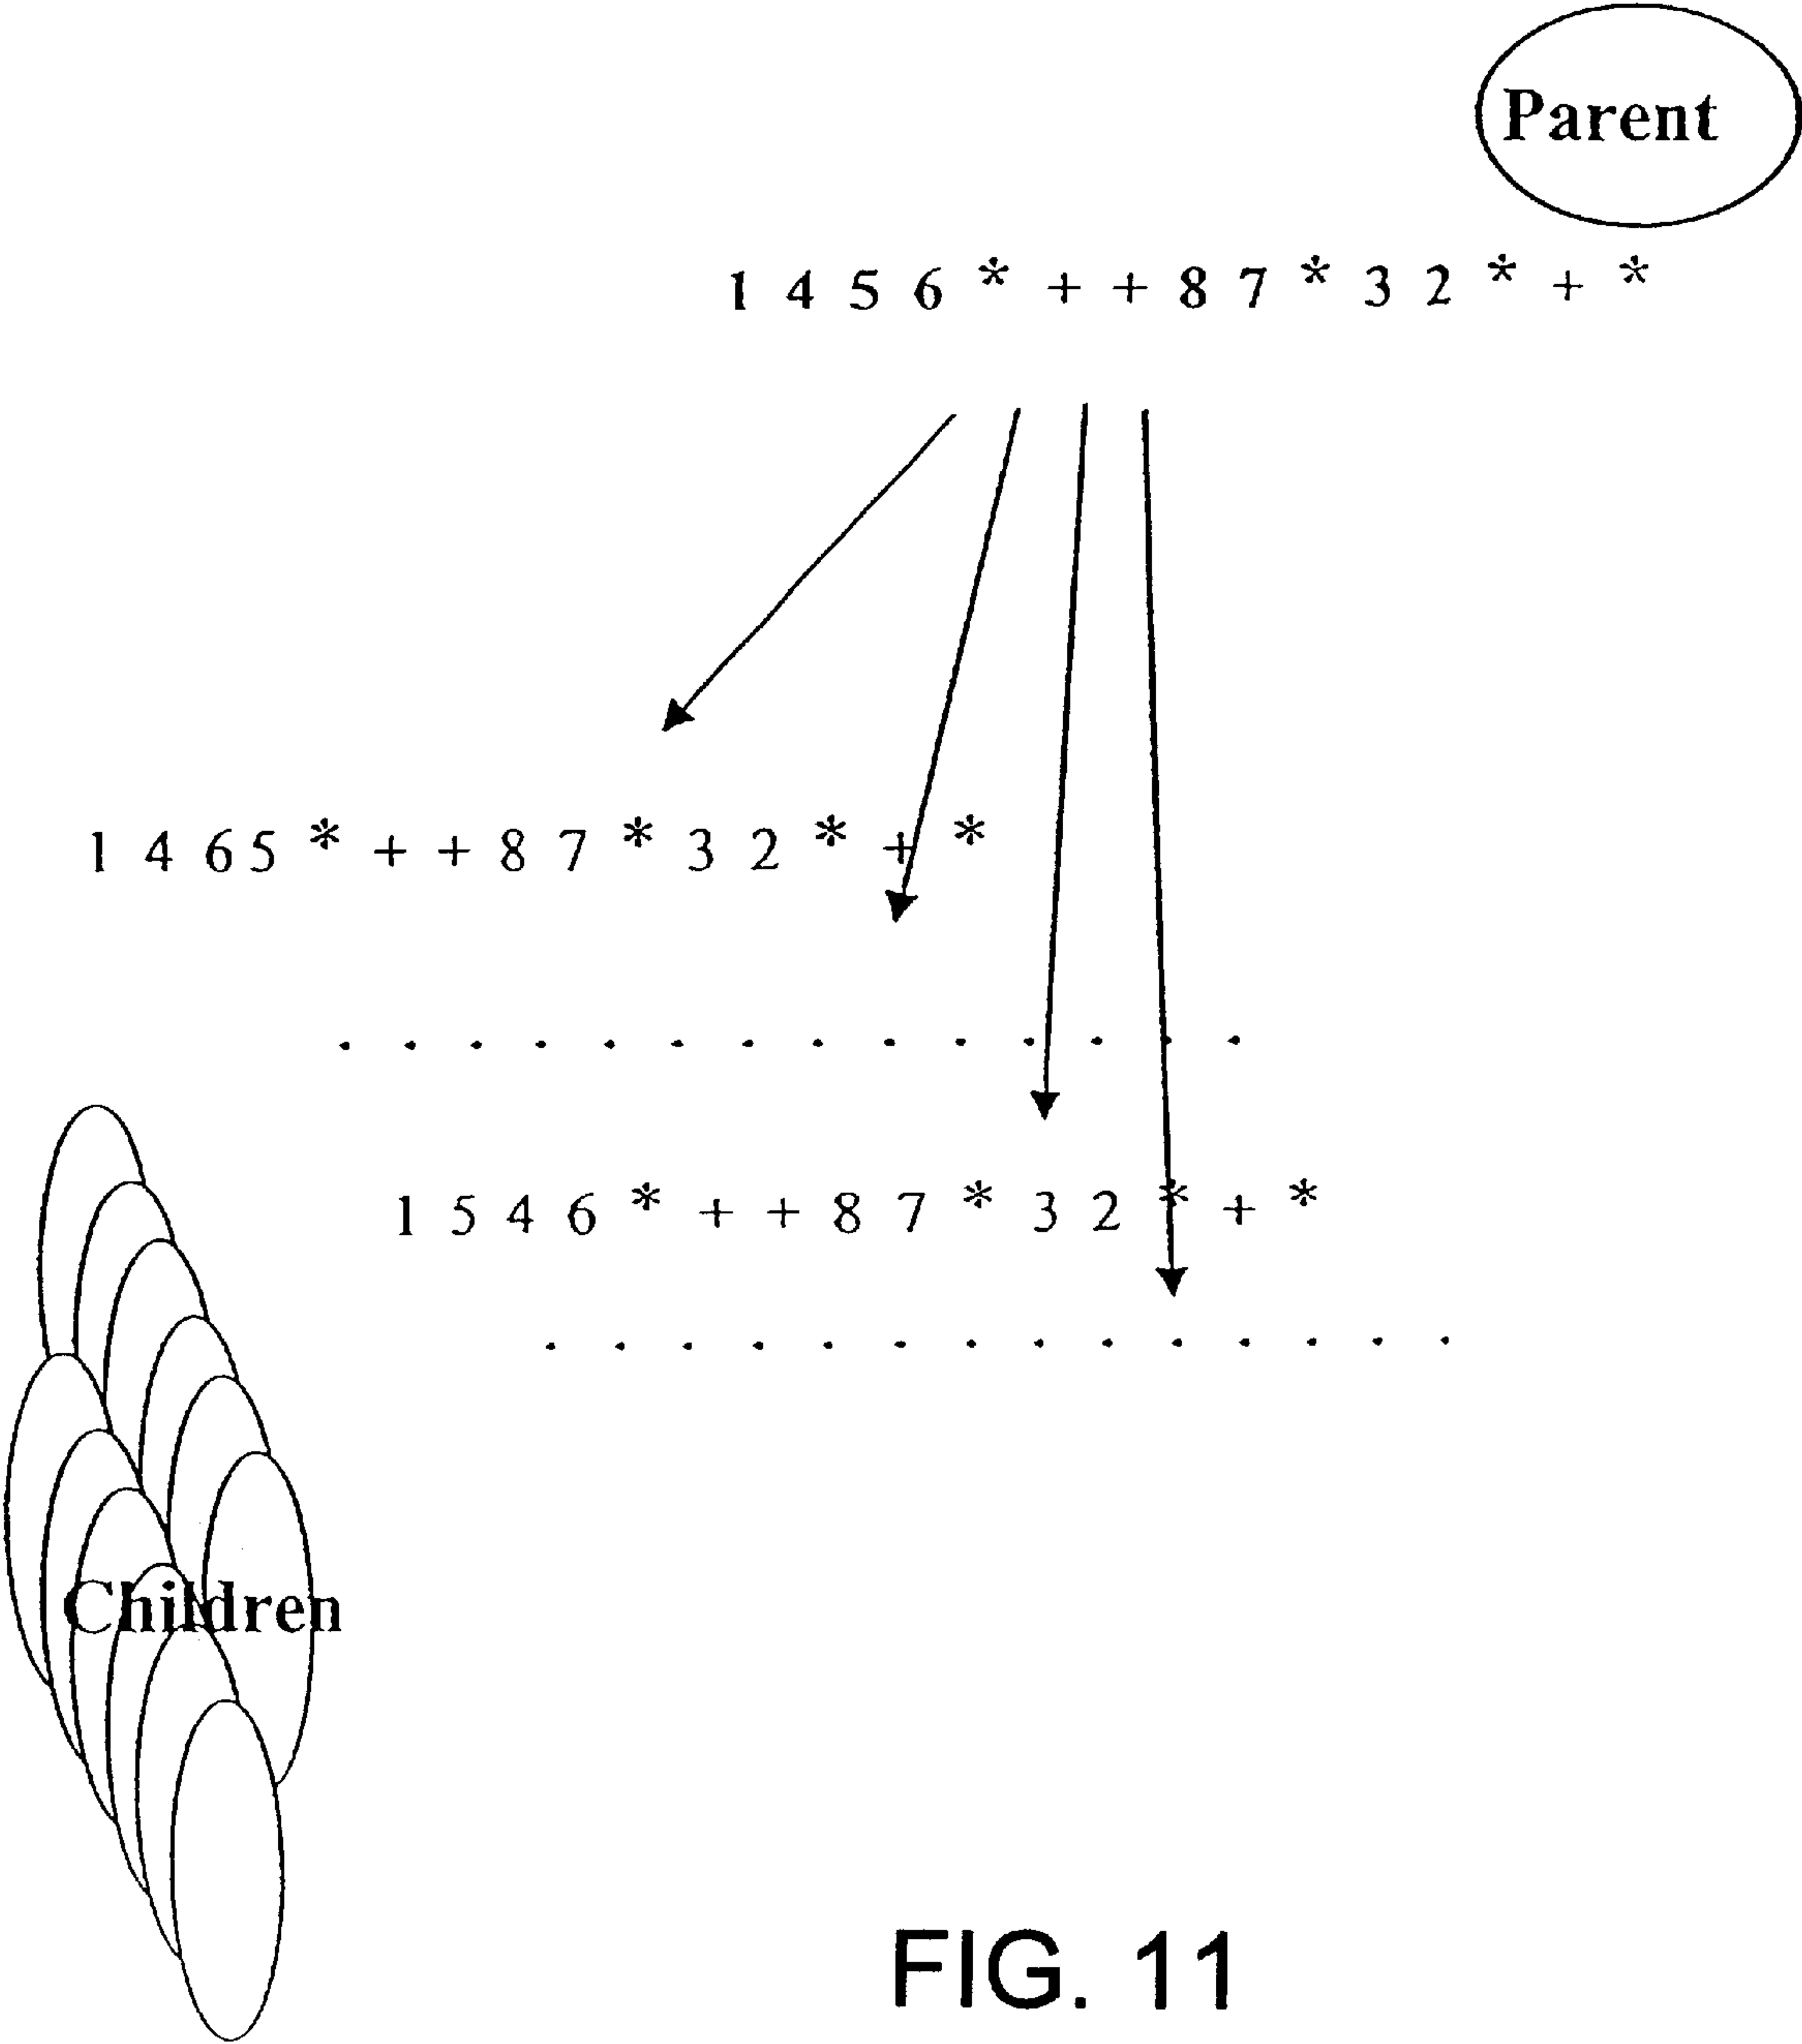 Parent
1 4 5 6 * + + 8 7 * 3 2 * + *
1 4 6 5 * + + 8 7 * 3 2 * + *
. . . . . . . . . . . . . .
1 5 4 6 * + + 8 7 * 3 2 * + *
. . . . . . . . . . . . . .
Children
FIG. 11